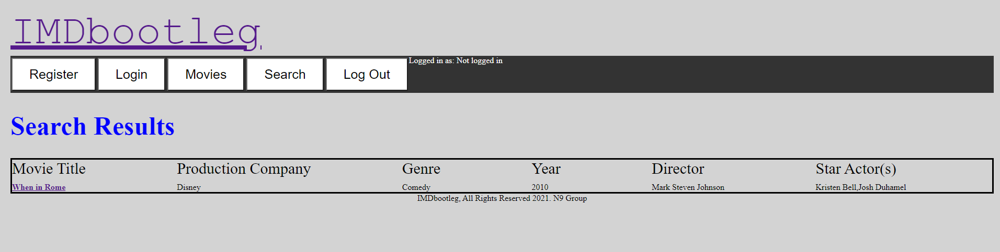 IMDbootleg
Register Login Movies Search Log Out Logged in as: Not logged in
Search Results
Movie Title Production Company Genre Year Director Star Actor(s)
When in Rome Disney Comedy 2010 Mark Steven Johnson Kristen Bell,Josh Duhamel
IMDbootleg, All Rights Reserved 2021. N9 Group